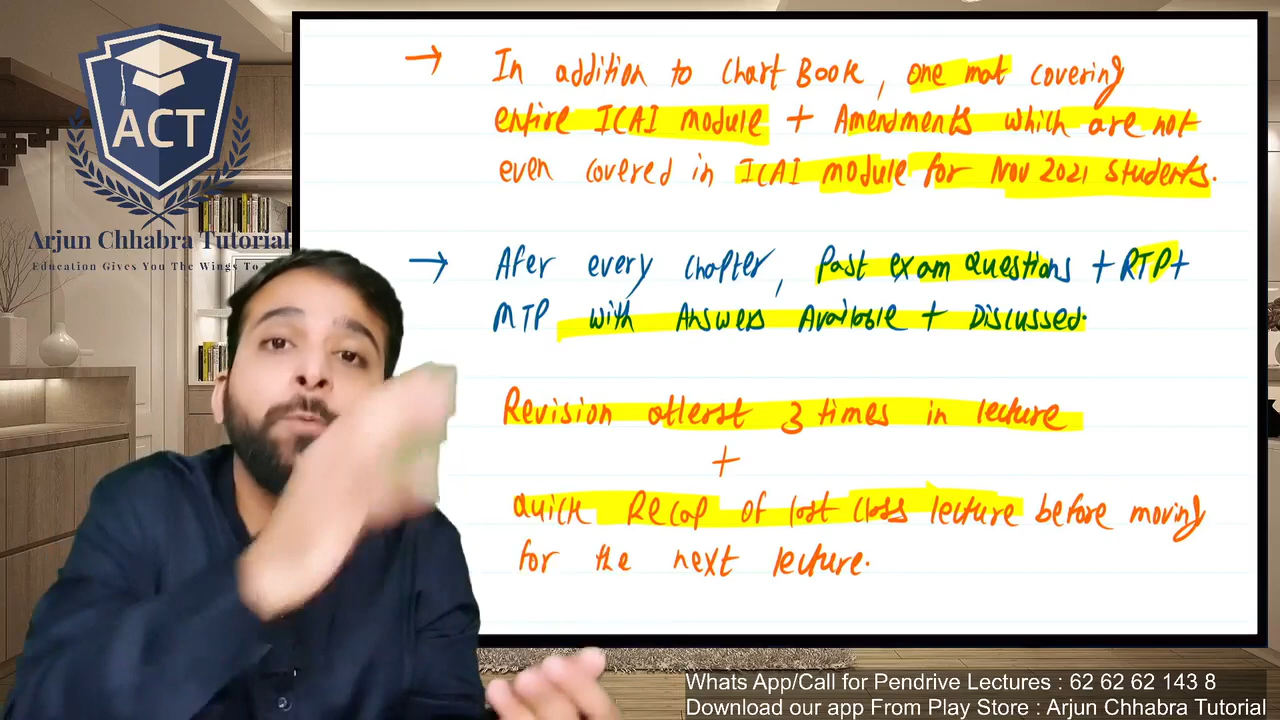 ACT
Arjun Chhabra Tutorial
Education Gives You The Wings To
→ In addition to Chart Book, one mat covering
entire ICAI module + Amendments which are not
even covered in ICAI module for Nov 2021 students.
→ Afer every chapter, Past exam Questions + RTP+
MTP with Answers Available + Discussed.
Revision atleast 3 times in lecture
+
Quick Recap of last class lecture before moving
for the next lecture.
Whats App/Call for Pendrive Lectures : 62 62 62 143 8
Download our app From Play Store : Arjun Chhabra Tutorial